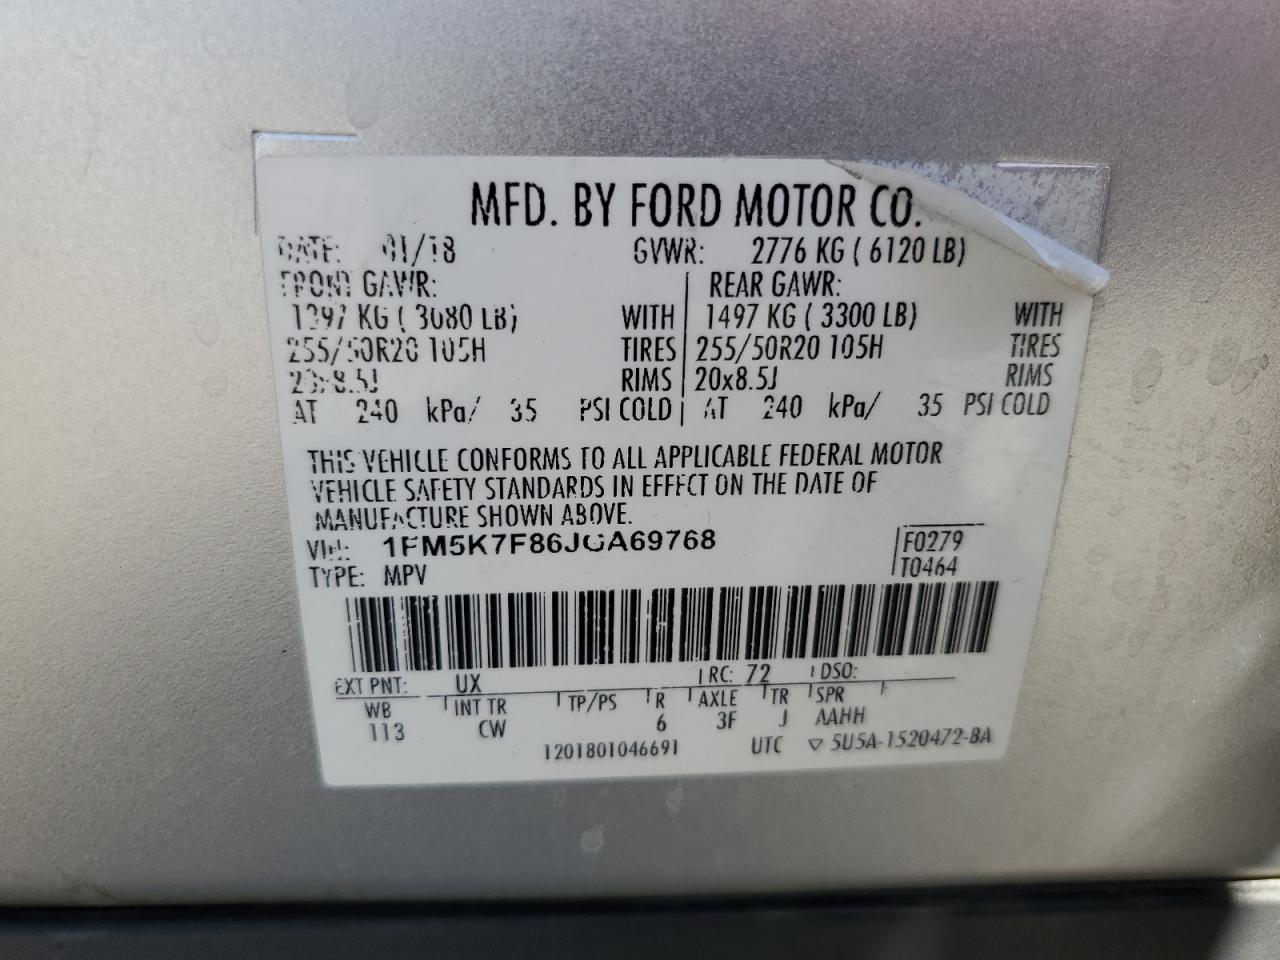 MFD. BY FORD MOTOR CO.
DATE: 01/18 GVWR: 2776 KG ( 6120 LB)
FRONT GAWR: REAR GAWR:
1397 KG ( 3080 LB) WITH 1497 KG ( 3300 LB) WITH
255/50R20 105H TIRES 255/50R20 105H TIRES
20x8.5J RIMS 20x8.5J RIMS
AT 240 kPa/ 35 PSI COLD AT 240 kPa/ 35 PSI COLD
THIS VEHICLE CONFORMS TO ALL APPLICABLE FEDERAL MOTOR
VEHICLE SAFETY STANDARDS IN EFFECT ON THE DATE OF
MANUFACTURE SHOWN ABOVE.
VIN: 1FM5K7F86JGA69768 F0279
TYPE: MPV T0464
EXT PNT: UX RC: 72 DSO:
WB INT TR TP/PS R AXLE TR SPR
113 CW 6 3F J AAHH
1201801046691 UTC ▽ 5U5A-1520472-BA